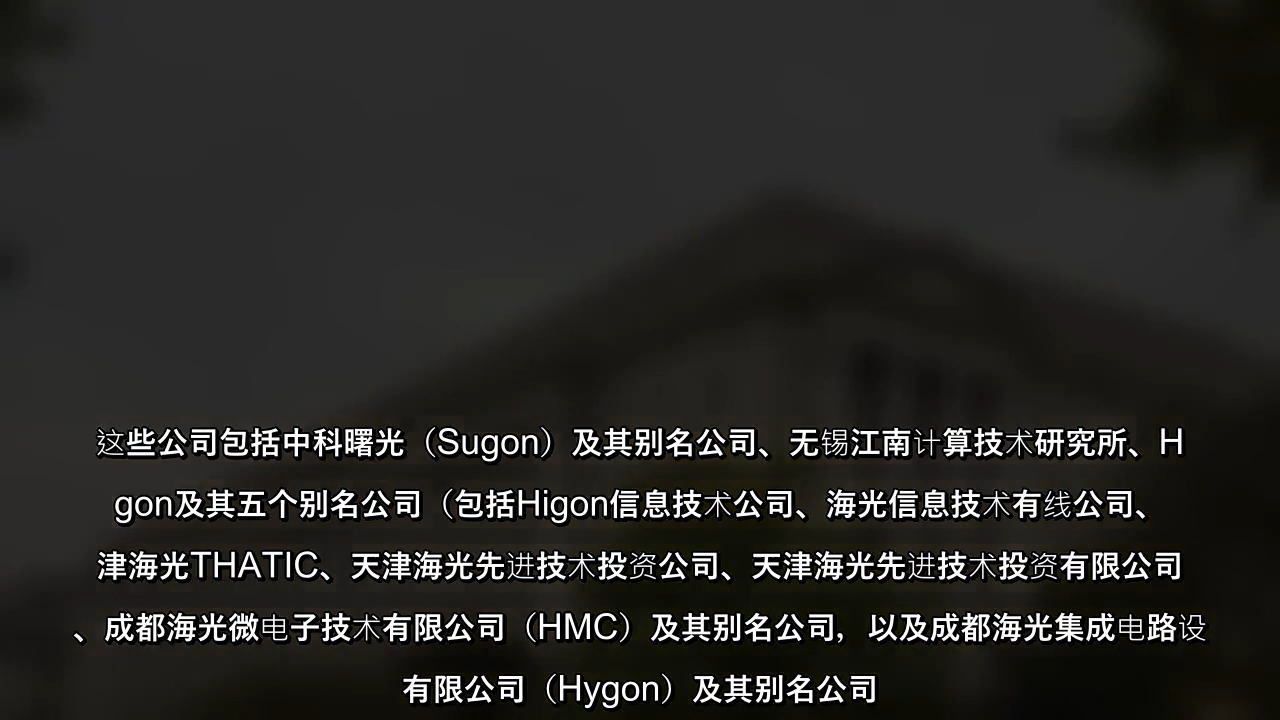 这些公司包括中科曙光（Sugon）及其别名公司、无锡江南计算技术研究所、H
gon及其五个别名公司（包括Higon信息技术公司、海光信息技术有线公司、
津海光THATIC、天津海光先进技术投资公司、天津海光先进技术投资有限公司
、成都海光微电子技术有限公司（HMC）及其别名公司，以及成都海光集成电路设
有限公司（Hygon）及其别名公司